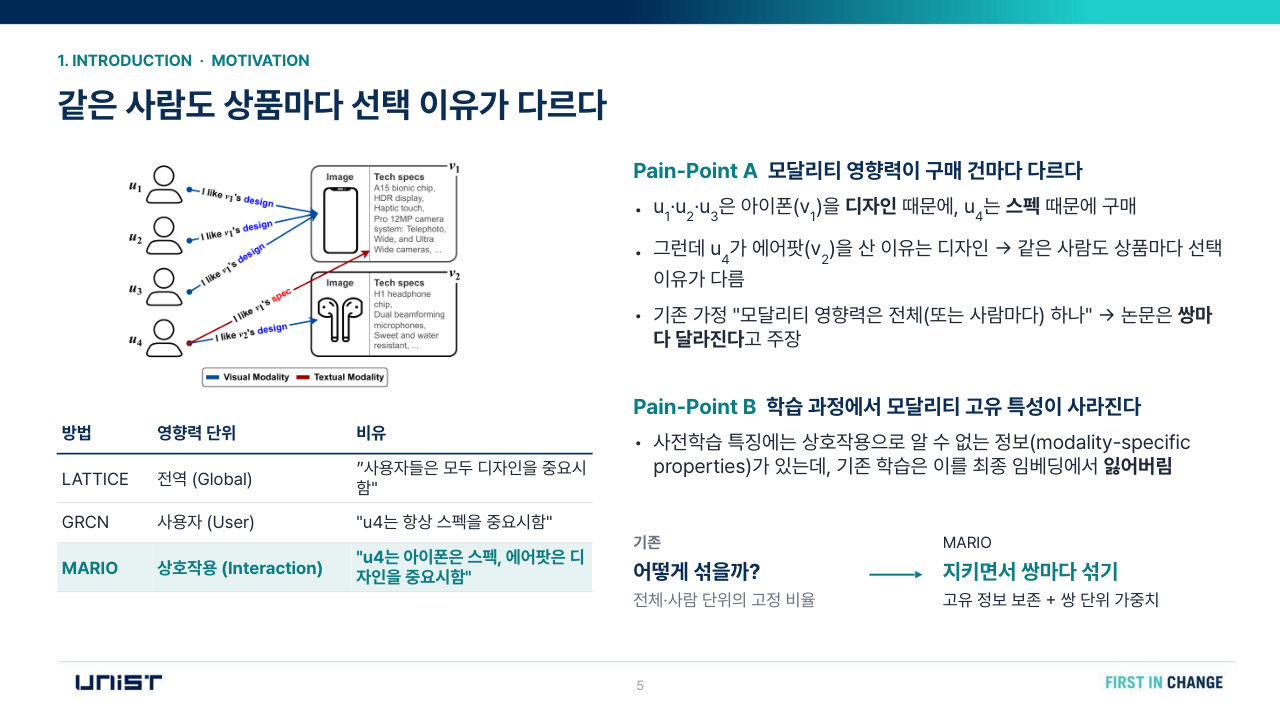 1. INTRODUCTION · MOTIVATION
같은 사람도 상품마다 선택 이유가 다르다
u1
I like v1's design
u2
I like v1's design
u3
I like v1's design
u4
I like v1's spec
I like v2's design
v1
Image
Tech specs
A15 bionic chip,
HDR display,
Haptic touch,
Pro 12MP camera
system: Telephoto,
Wide, and Ultra
Wide cameras, ...
v2
Image
Tech specs
H1 headphone
chip,
Dual beamforming
microphones,
Sweet and water
resistant, ...
Visual Modality
Textual Modality
방법 영향력 단위 비유
LATTICE 전역 (Global) "사용자들은 모두 디자인을 중요시
함"
GRCN 사용자 (User) "u4는 항상 스펙을 중요시함"
MARIO 상호작용 (Interaction) "u4는 아이폰은 스펙, 에어팟은 디
자인을 중요시함"
Pain-Point A 모달리티 영향력이 구매 건마다 다르다
• u1·u2·u3은 아이폰(v1)을 디자인 때문에, u4는 스펙 때문에 구매
• 그런데 u4가 에어팟(v2)을 산 이유는 디자인 → 같은 사람도 상품마다 선택
이유가 다름
• 기존 가정 "모달리티 영향력은 전체(또는 사람마다) 하나" → 논문은 쌍마
다 달라진다고 주장
Pain-Point B 학습 과정에서 모달리티 고유 특성이 사라진다
• 사전학습 특징에는 상호작용으로 알 수 없는 정보(modality-specific
properties)가 있는데, 기존 학습은 이를 최종 임베딩에서 잃어버림
기존
어떻게 섞을까?
전체·사람 단위의 고정 비율
MARIO
지키면서 쌍마다 섞기
고유 정보 보존 + 쌍 단위 가중치
UNIST
5
FIRST IN CHANGE